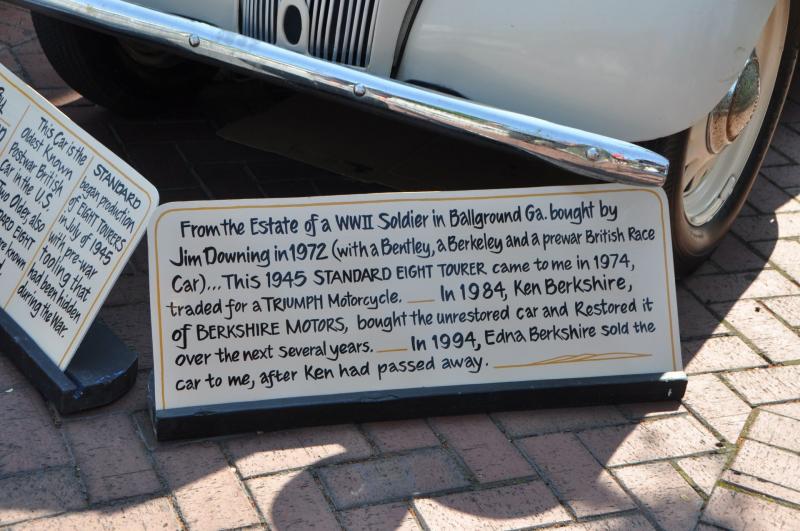 This Car is the
Oldest Known
Postwar British
Car in the U.S.
Two Olders also
STANDARD
began production
of EIGHT TOURERS
in July of 1945
with pre-war
Tooling that
had been hidden
during the War.
From the Estate of a WWII Soldier in Ballground Ga. bought by
Jim Downing in 1972 (with a Bentley, a Berkeley and a prewar British Race
Car)...This 1945 STANDARD EIGHT TOURER came to me in 1974,
traded for a TRIUMPH Motorcycle. __ In 1984, Ken Berkshire,
of BERKSHIRE MOTORS, bought the unrestored car and Restored it
over the next several years. __ In 1994, Edna Berkshire sold the
car to me, after Ken had passed away.